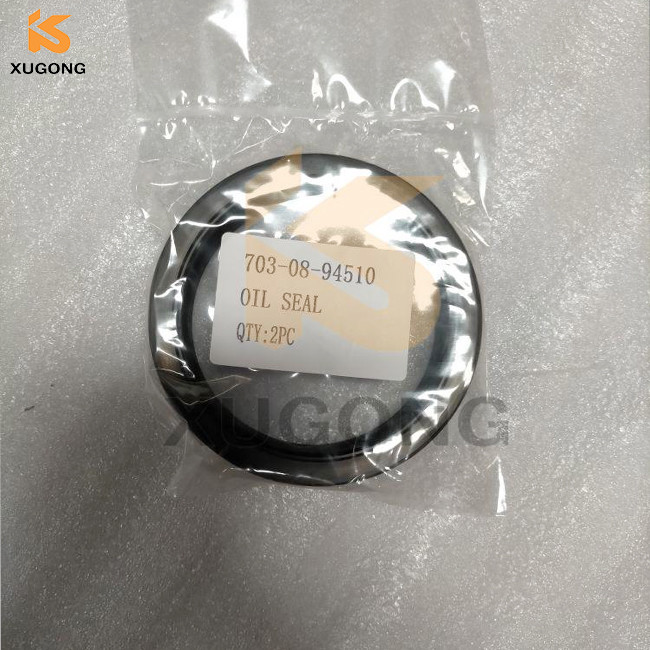 XUGONG
703-08-94510
OIL SEAL
QTY:2PC
XUGONG